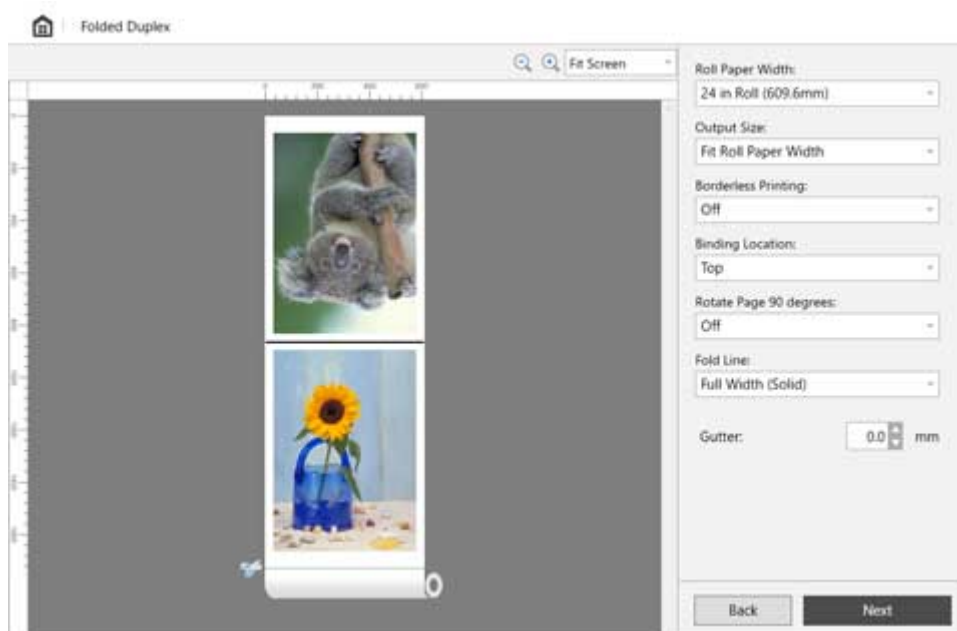 Folded Duplex
Fit Screen
Roll Paper Width:
24 in Roll (609.6mm)
Output Size:
Fit Roll Paper Width
Borderless Printing:
Off
Binding Location:
Top
Rotate Page 90 degrees:
Off
Fold Line:
Full Width (Solid)
Gutter: 0.0 mm
Back Next